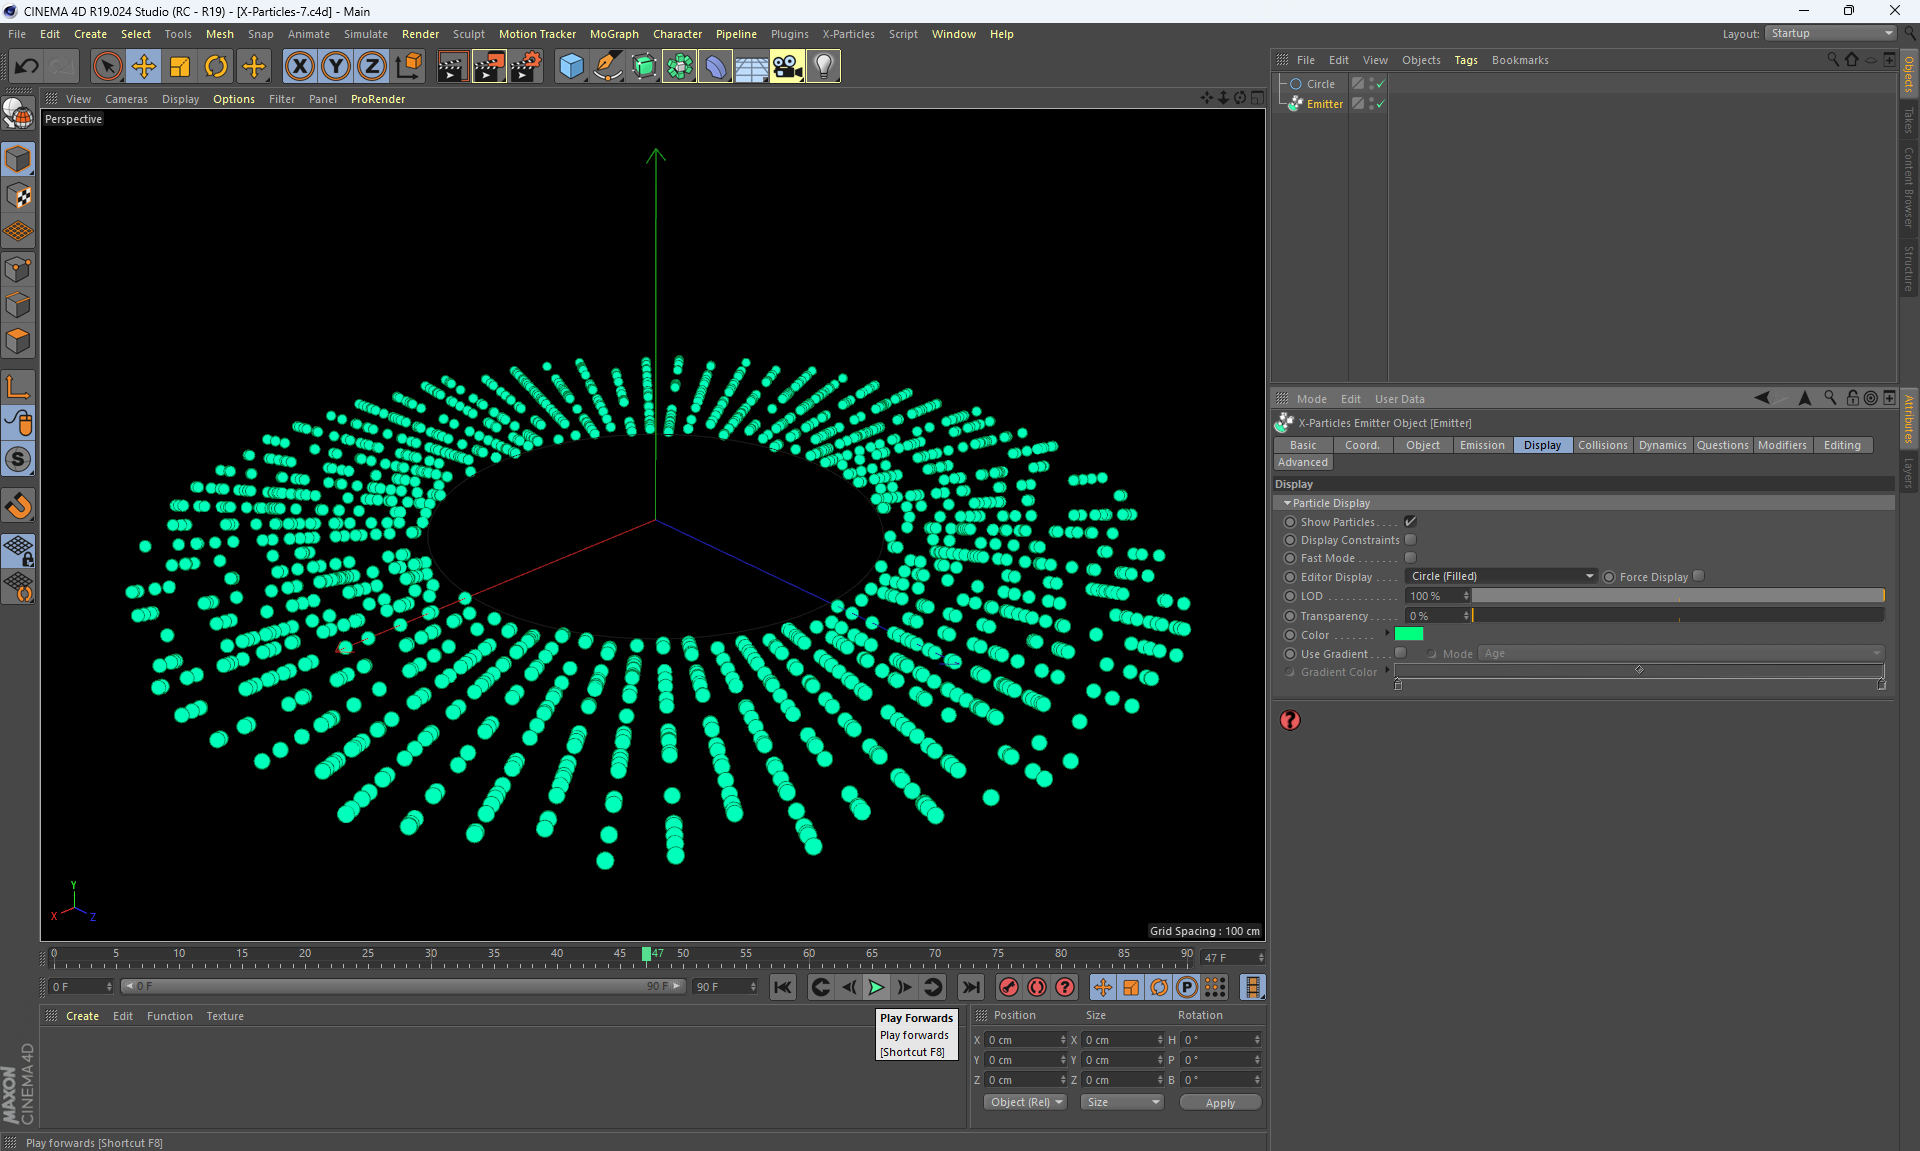 CINEMA 4D R19.024 Studio (RC - R19) - [X-Particles-7.c4d] - Main
File Edit Create Select Tools Mesh Snap Animate Simulate Render Sculpt Motion Tracker MoGraph Character Pipeline Plugins X-Particles Script Window Help
Layout: Startup
X Y Z
File Edit View Objects Tags Bookmarks
Circle
Emitter
Objects
Takes
Content Browser
Structure
View Cameras Display Options Filter Panel ProRender
Perspective
Y
X
Z
Grid Spacing : 100 cm
Mode Edit User Data
Attributes
Layers
X-Particles Emitter Object [Emitter]
Basic Coord. Object Emission Display Collisions Dynamics Questions Modifiers Editing
Advanced
Display
Particle Display
Show Particles . . . .
Display Constraints
Fast Mode . . . . . . .
Editor Display . . . . Circle (Filled) Force Display
LOD . . . . . . . . . . . . 100 %
Transparency . . . . . 0 %
Color . . . . . . .
Use Gradient . . . . Mode Age
Gradient Color
?
0 5 10 15 20 25 30 35 40 45 47 50 55 60 65 70 75 80 85 90 47 F
0 F 0 F 90 F 90 F
P
Create Edit Function Texture
Play Forwards
Play forwards
[Shortcut F8]
Position Size Rotation
X 0 cm X 0 cm H 0 °
Y 0 cm Y 0 cm P 0 °
Z 0 cm Z 0 cm B 0 °
Object (Rel) Size Apply
MAXON
CINEMA 4D
Play forwards [Shortcut F8]